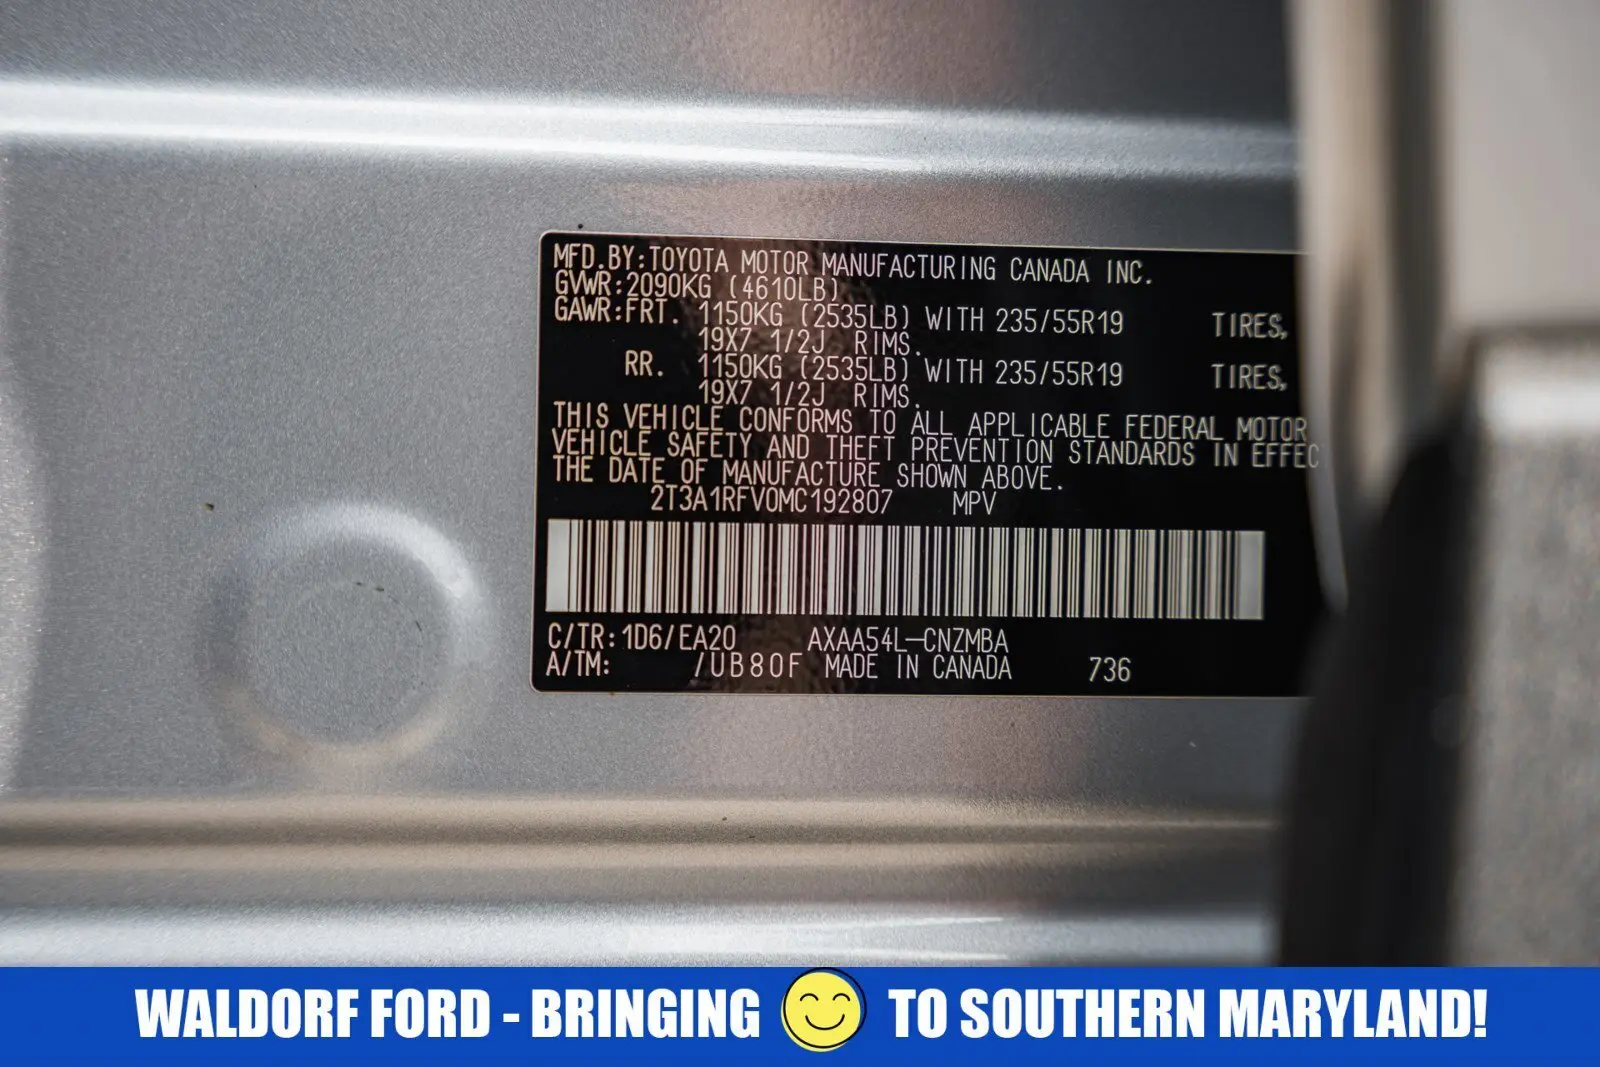 MFD.BY:TOYOTA MOTOR MANUFACTURING CANADA INC.
GVWR:2090KG (4610LB)
GAWR:FRT. 1150KG (2535LB) WITH 235/55R19 TIRES,
19X7 1/2J RIMS.
RR. 1150KG (2535LB) WITH 235/55R19 TIRES,
19X7 1/2J RIMS.
THIS VEHICLE CONFORMS TO ALL APPLICABLE FEDERAL MOTOR
VEHICLE SAFETY AND THEFT PREVENTION STANDARDS IN EFFEC
THE DATE OF MANUFACTURE SHOWN ABOVE.
2T3A1RFV0MC192807 MPV
C/TR:1D6/EA20 AXAA54L-CNZMBA
A/TM: /UB80F MADE IN CANADA 736
WALDORF FORD - BRINGING TO SOUTHERN MARYLAND!